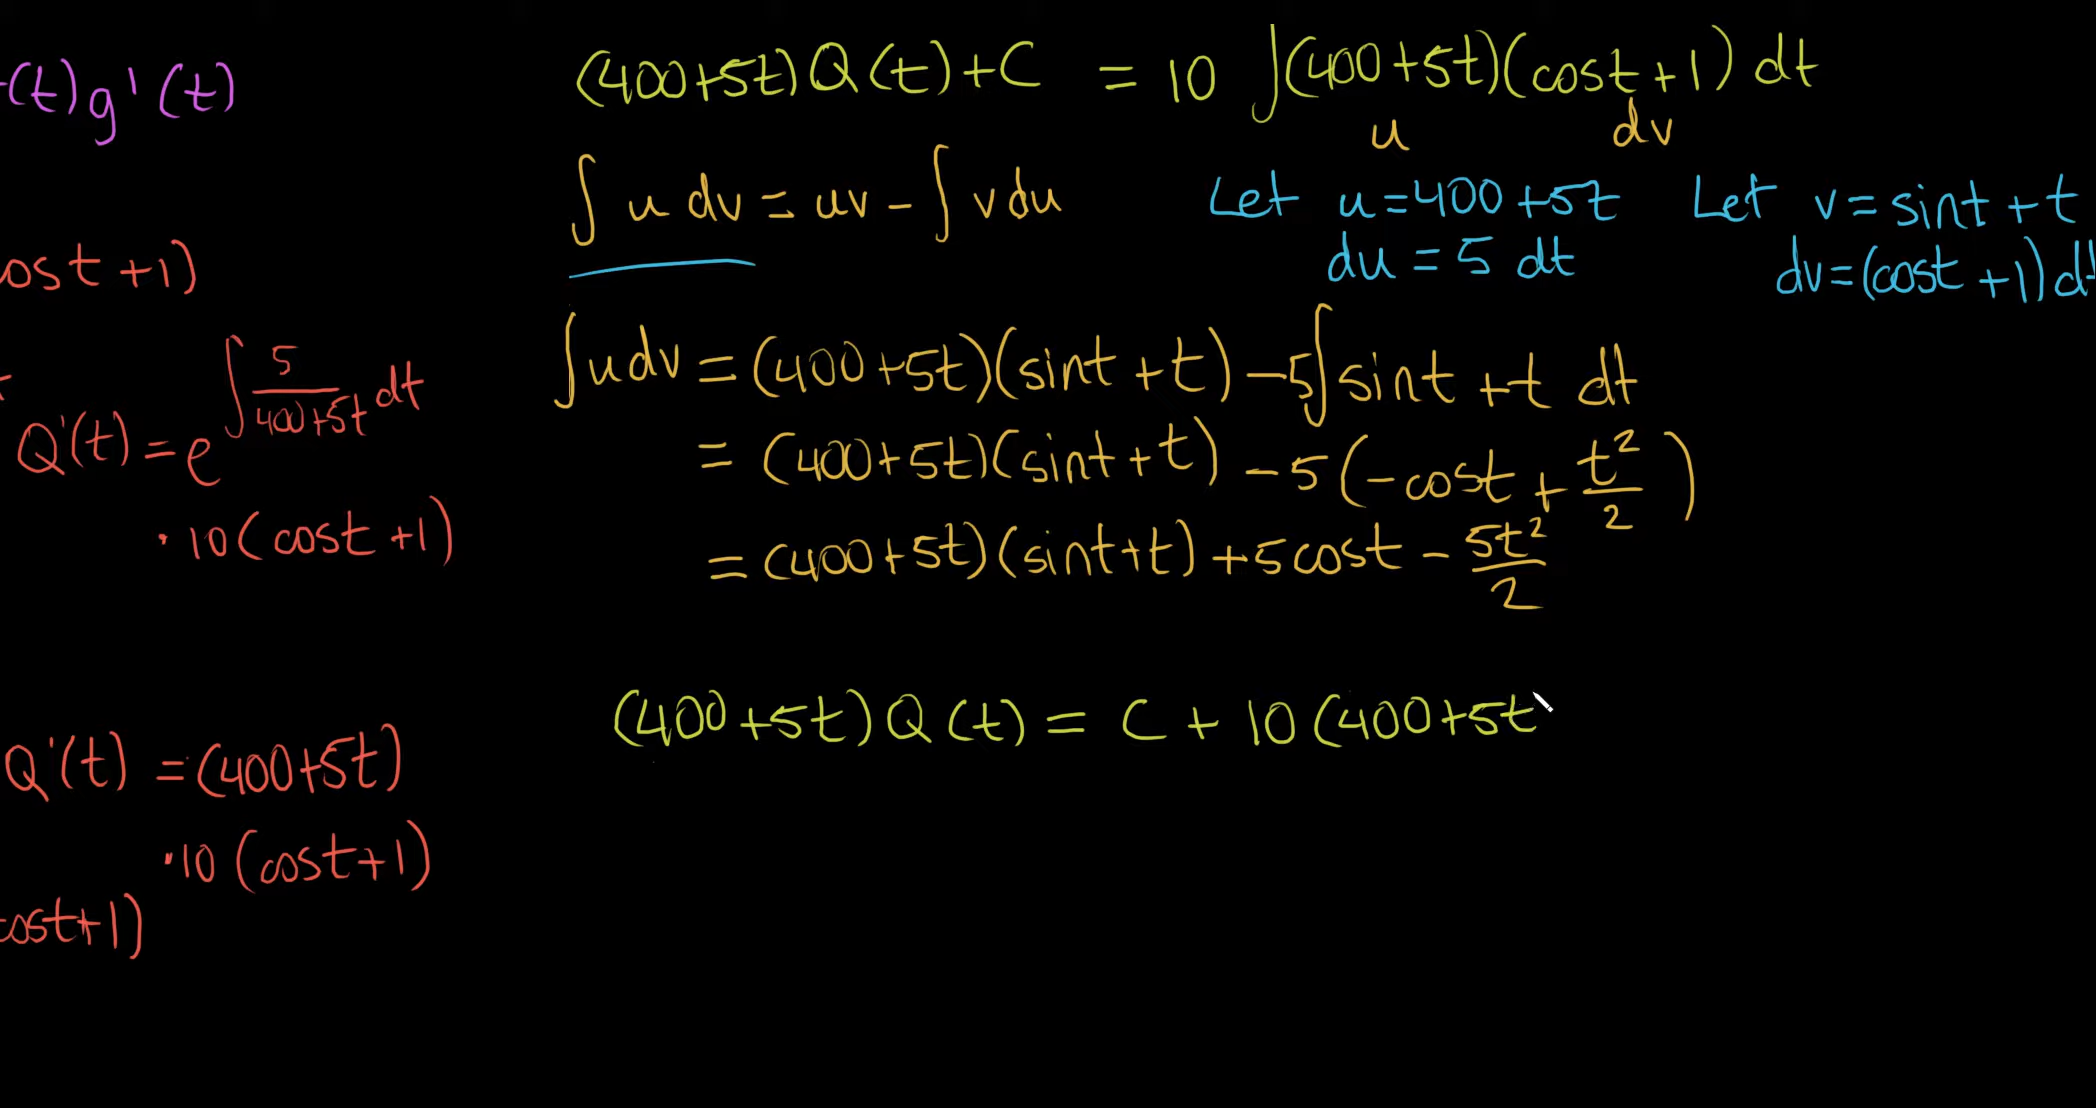 (t)g'(t)
ost+1)
Q'(t) = e^∫ 5/(400+5t) dt
· 10(cost+1)
Q'(t) = (400+5t)
· 10(cost+1)
cost+1)
(400+5t)Q(t)+C = 10 ∫(400+5t)(cost+1) dt
u dv
∫ u dv = uv - ∫ v du
Let u = 400+5t Let v = sint+t
du = 5 dt dv = (cost+1)dt
∫udv = (400+5t)(sint+t) - 5∫sint+t dt
= (400+5t)(sint+t) - 5(-cost + t²/2)
= (400+5t)(sint+t) + 5cost - 5t²/2
(400+5t)Q(t) = C + 10(400+5t